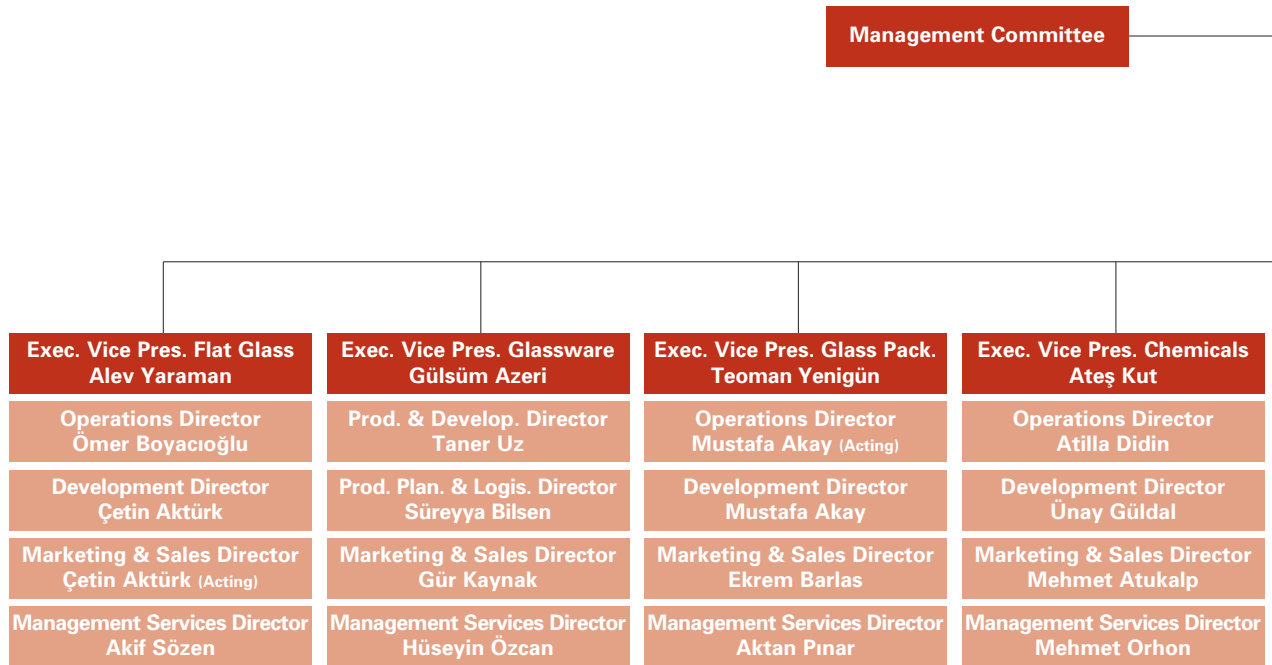 Management Committee
Exec. Vice Pres. Flat Glass
Alev Yaraman
Operations Director
Ömer Boyacıoğlu
Development Director
Çetin Aktürk
Marketing & Sales Director
Çetin Aktürk (Acting)
Management Services Director
Akif Sözen
Exec. Vice Pres. Glassware
Gülsüm Azeri
Prod. & Develop. Director
Taner Uz
Prod. Plan. & Logis. Director
Süreyya Bilsen
Marketing & Sales Director
Gür Kaynak
Management Services Director
Hüseyin Özcan
Exec. Vice Pres. Glass Pack.
Teoman Yenigün
Operations Director
Mustafa Akay (Acting)
Development Director
Mustafa Akay
Marketing & Sales Director
Ekrem Barlas
Management Services Director
Aktan Pınar
Exec. Vice Pres. Chemicals
Ateş Kut
Operations Director
Atilla Didin
Development Director
Ünay Güldal
Marketing & Sales Director
Mehmet Atukalp
Management Services Director
Mehmet Orhon